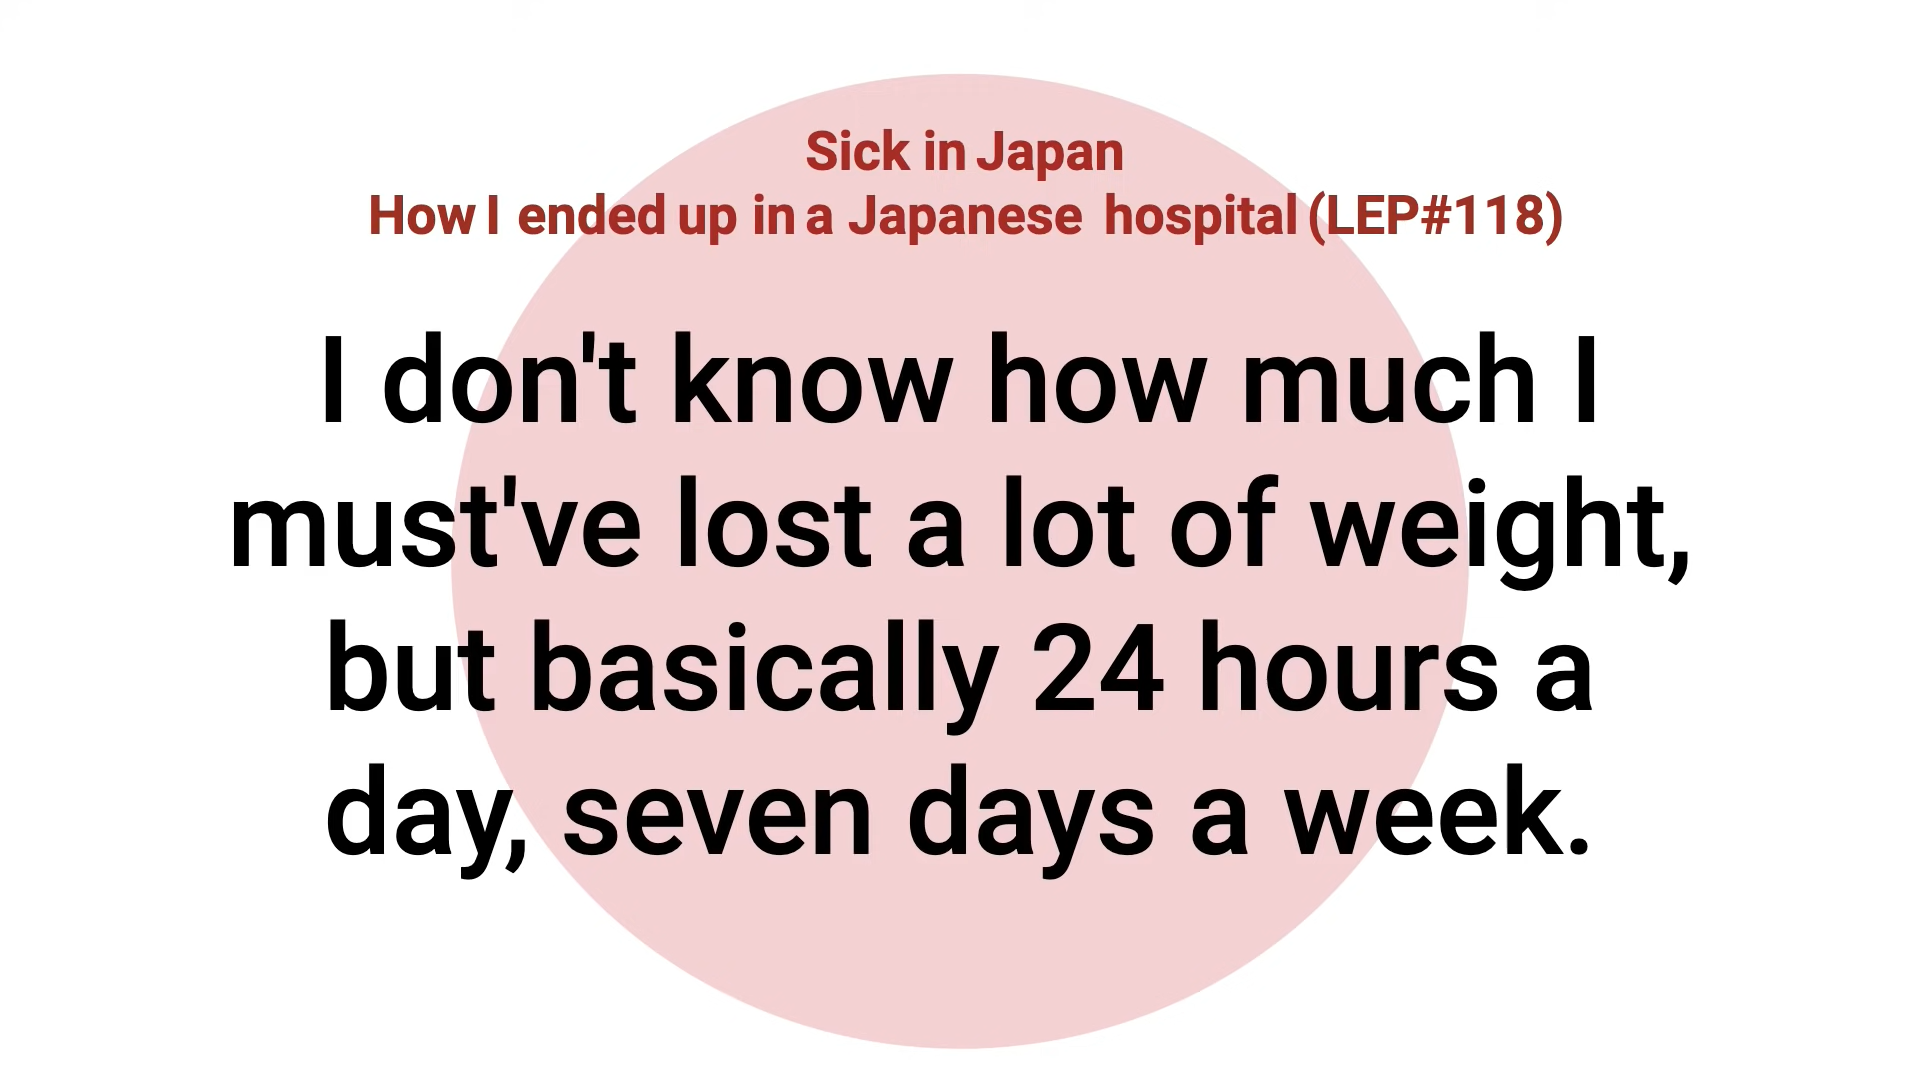 Sick in Japan
How I ended up in a Japanese hospital (LEP#118)
I don't know how much I
must've lost a lot of weight,
but basically 24 hours a
day, seven days a week.